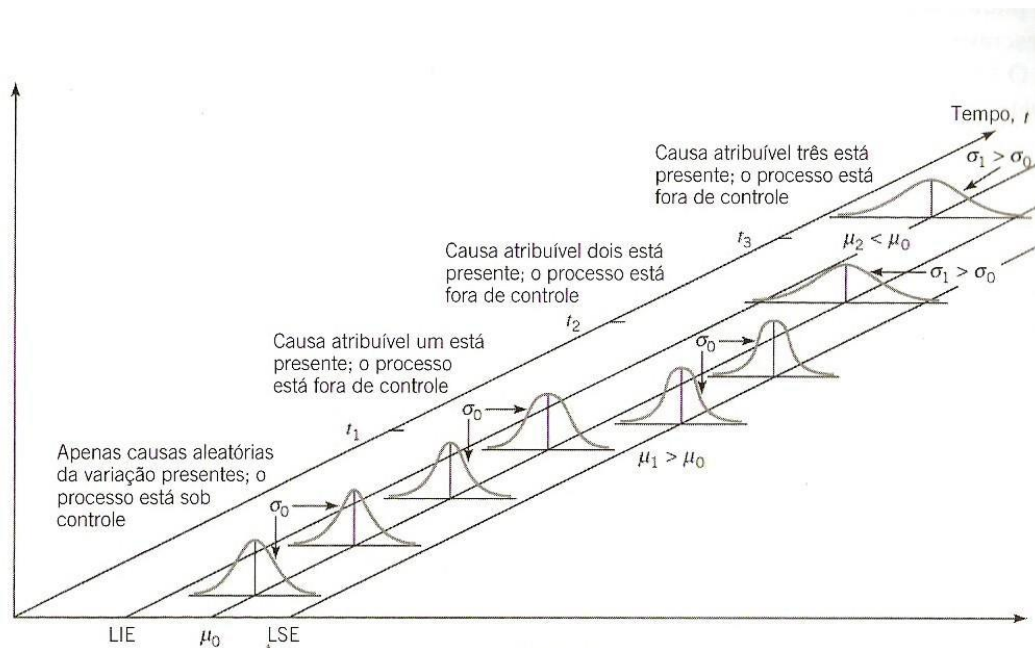 Tempo, t
σ1 > σ0
Causa atribuível três está
presente; o processo está
fora de controle
t3
μ2 < μ0
Causa atribuível dois está
presente; o processo está
fora de controle
σ1 > σ0
t2
Causa atribuível um está
presente; o processo
está fora de controle
σ0
t1
σ0
μ1 > μ0
Apenas causas aleatórias
da variação presentes; o
processo está sob
controle
σ0
LIE
μ0
LSE